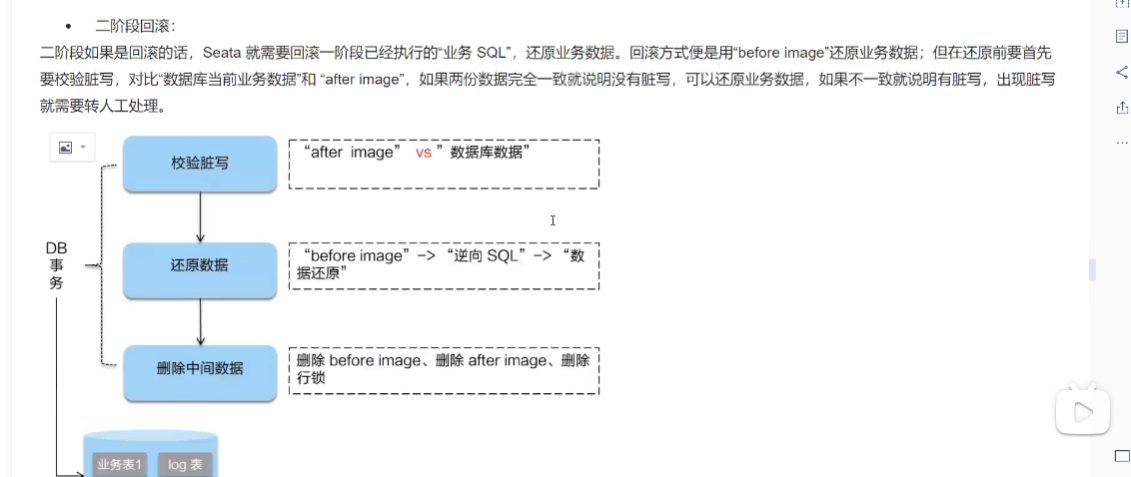 • 二阶段回滚：
二阶段如果是回滚的话，Seata 就需要回滚一阶段已经执行的“业务 SQL”，还原业务数据。回滚方式便是用“before image”还原业务数据；但在还原前要首先
要校验脏写，对比“数据库当前业务数据”和 “after image”，如果两份数据完全一致就说明没有脏写，可以还原业务数据，如果不一致就说明有脏写，出现脏写
就需要转人工处理。
校验脏写
“after image” vs ”数据库数据”
DB
事
务
还原数据
“before image”-> “逆向 SQL”-> “数
据还原”
删除中间数据
删除 before image、删除 after image、删除
行锁
业务表1
log 表